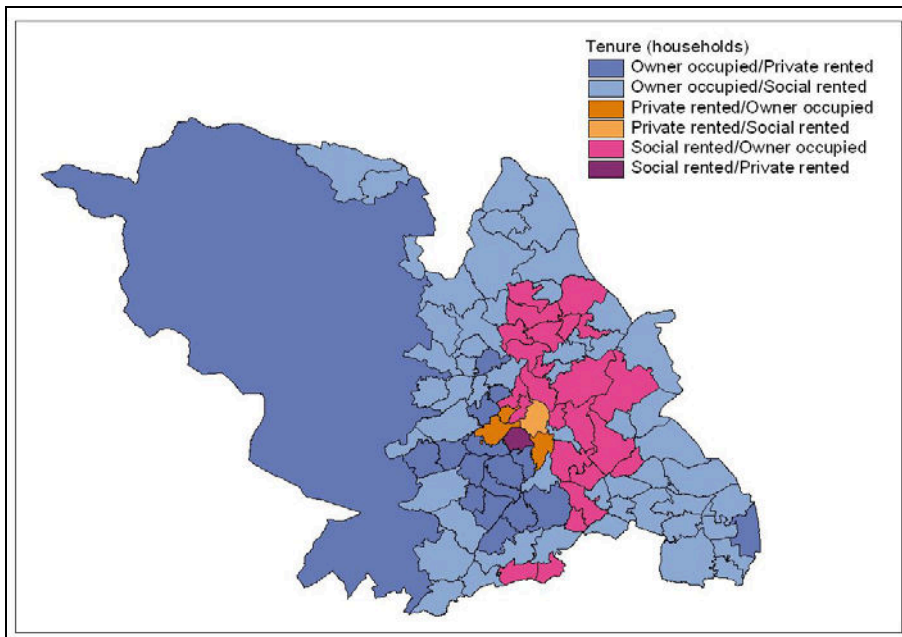 Tenure (households)
Owner occupied/Private rented
Owner occupied/Social rented
Private rented/Owner occupied
Private rented/Social rented
Social rented/Owner occupied
Social rented/Private rented